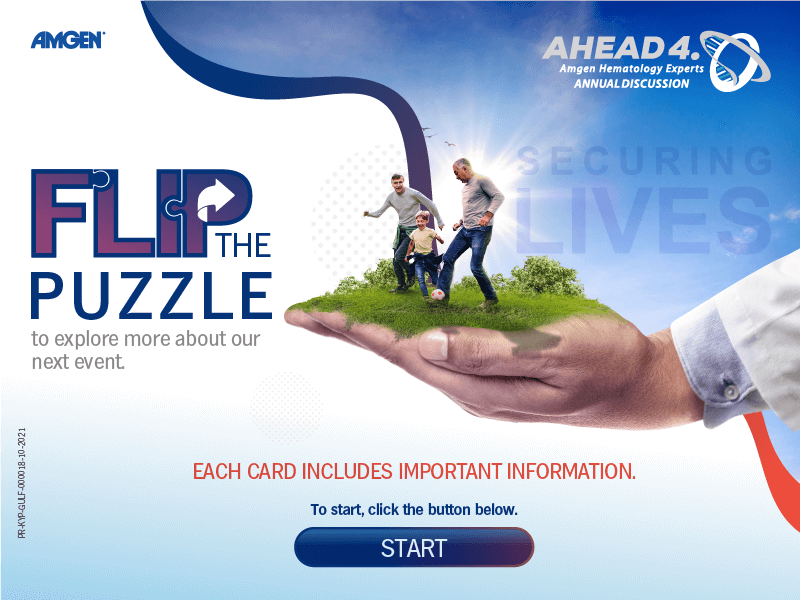 AMGEN®
AHEAD 4.
Amgen Hematology Experts
ANNUAL DISCUSSION
SECURING
LIVES
FLIP THE
PUZZLE
to explore more about our
next event.
PR-KYP-GULF-000018-10-2021
EACH CARD INCLUDES IMPORTANT INFORMATION.
To start, click the button below.
START